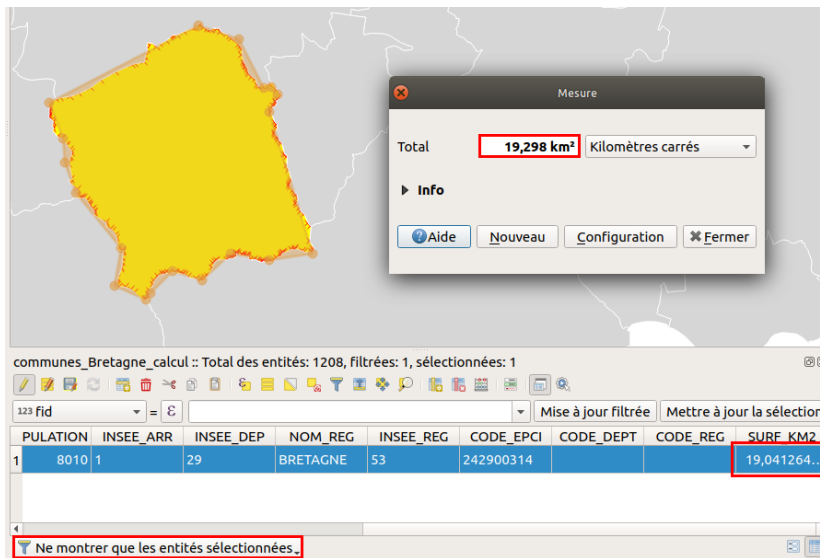 Mesure
Total 19,298 km² Kilomètres carrés
Info
Aide Nouveau Configuration Fermer
communes_Bretagne_calcul :: Total des entités: 1208, filtrées: 1, sélectionnées: 1
123 fid = ε Mise à jour filtrée Mettre à jour la sélection
PULATION INSEE_ARR INSEE_DEP NOM_REG INSEE_REG CODE_EPCI CODE_DEPT CODE_REG SURF_KM2
1 8010 1 29 BRETAGNE 53 242900314 19,041264...
Ne montrer que les entités sélectionnées